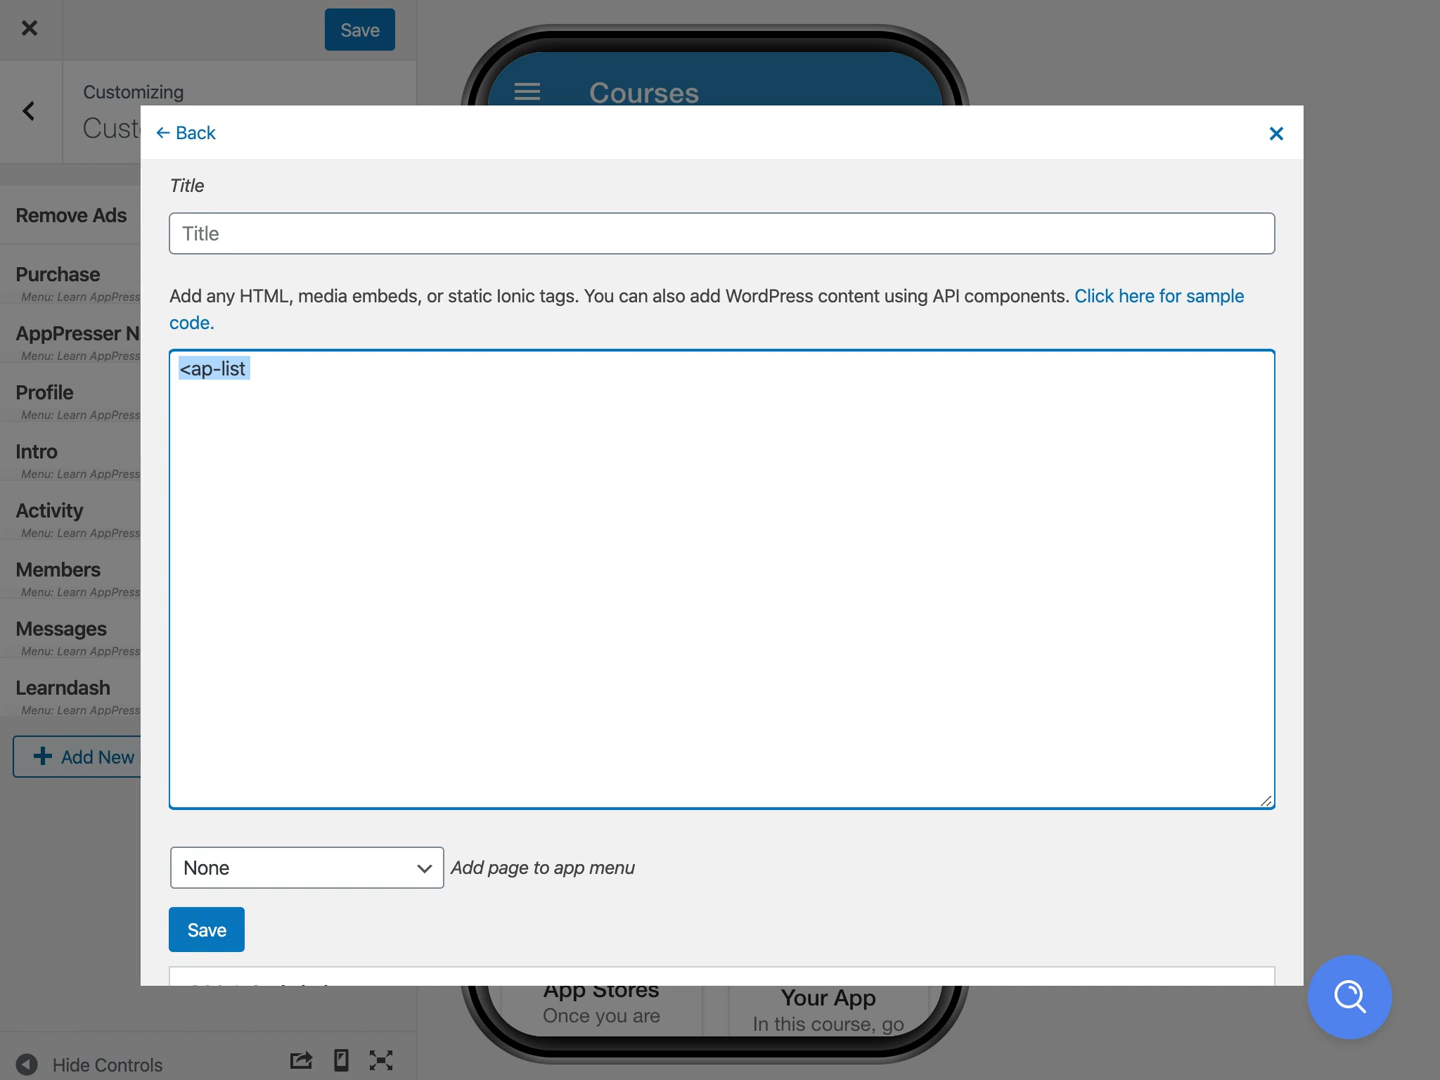 Save
Customizing
Cust
Courses
← Back
Title
Title
Remove Ads
Purchase
Menu: Learn AppPress
Add any HTML, media embeds, or static Ionic tags. You can also add WordPress content using API components. Click here for sample
code.
AppPresser N
Menu: Learn AppPress
<ap-list
Profile
Menu: Learn AppPress
Intro
Menu: Learn AppPress
Activity
Menu: Learn AppPress
Members
Menu: Learn AppPress
Messages
Menu: Learn AppPress
Learndash
Menu: Learn AppPress
Add New
None
Add page to app menu
Save
App Stores
Once you are
Your App
In this course, go
Hide Controls